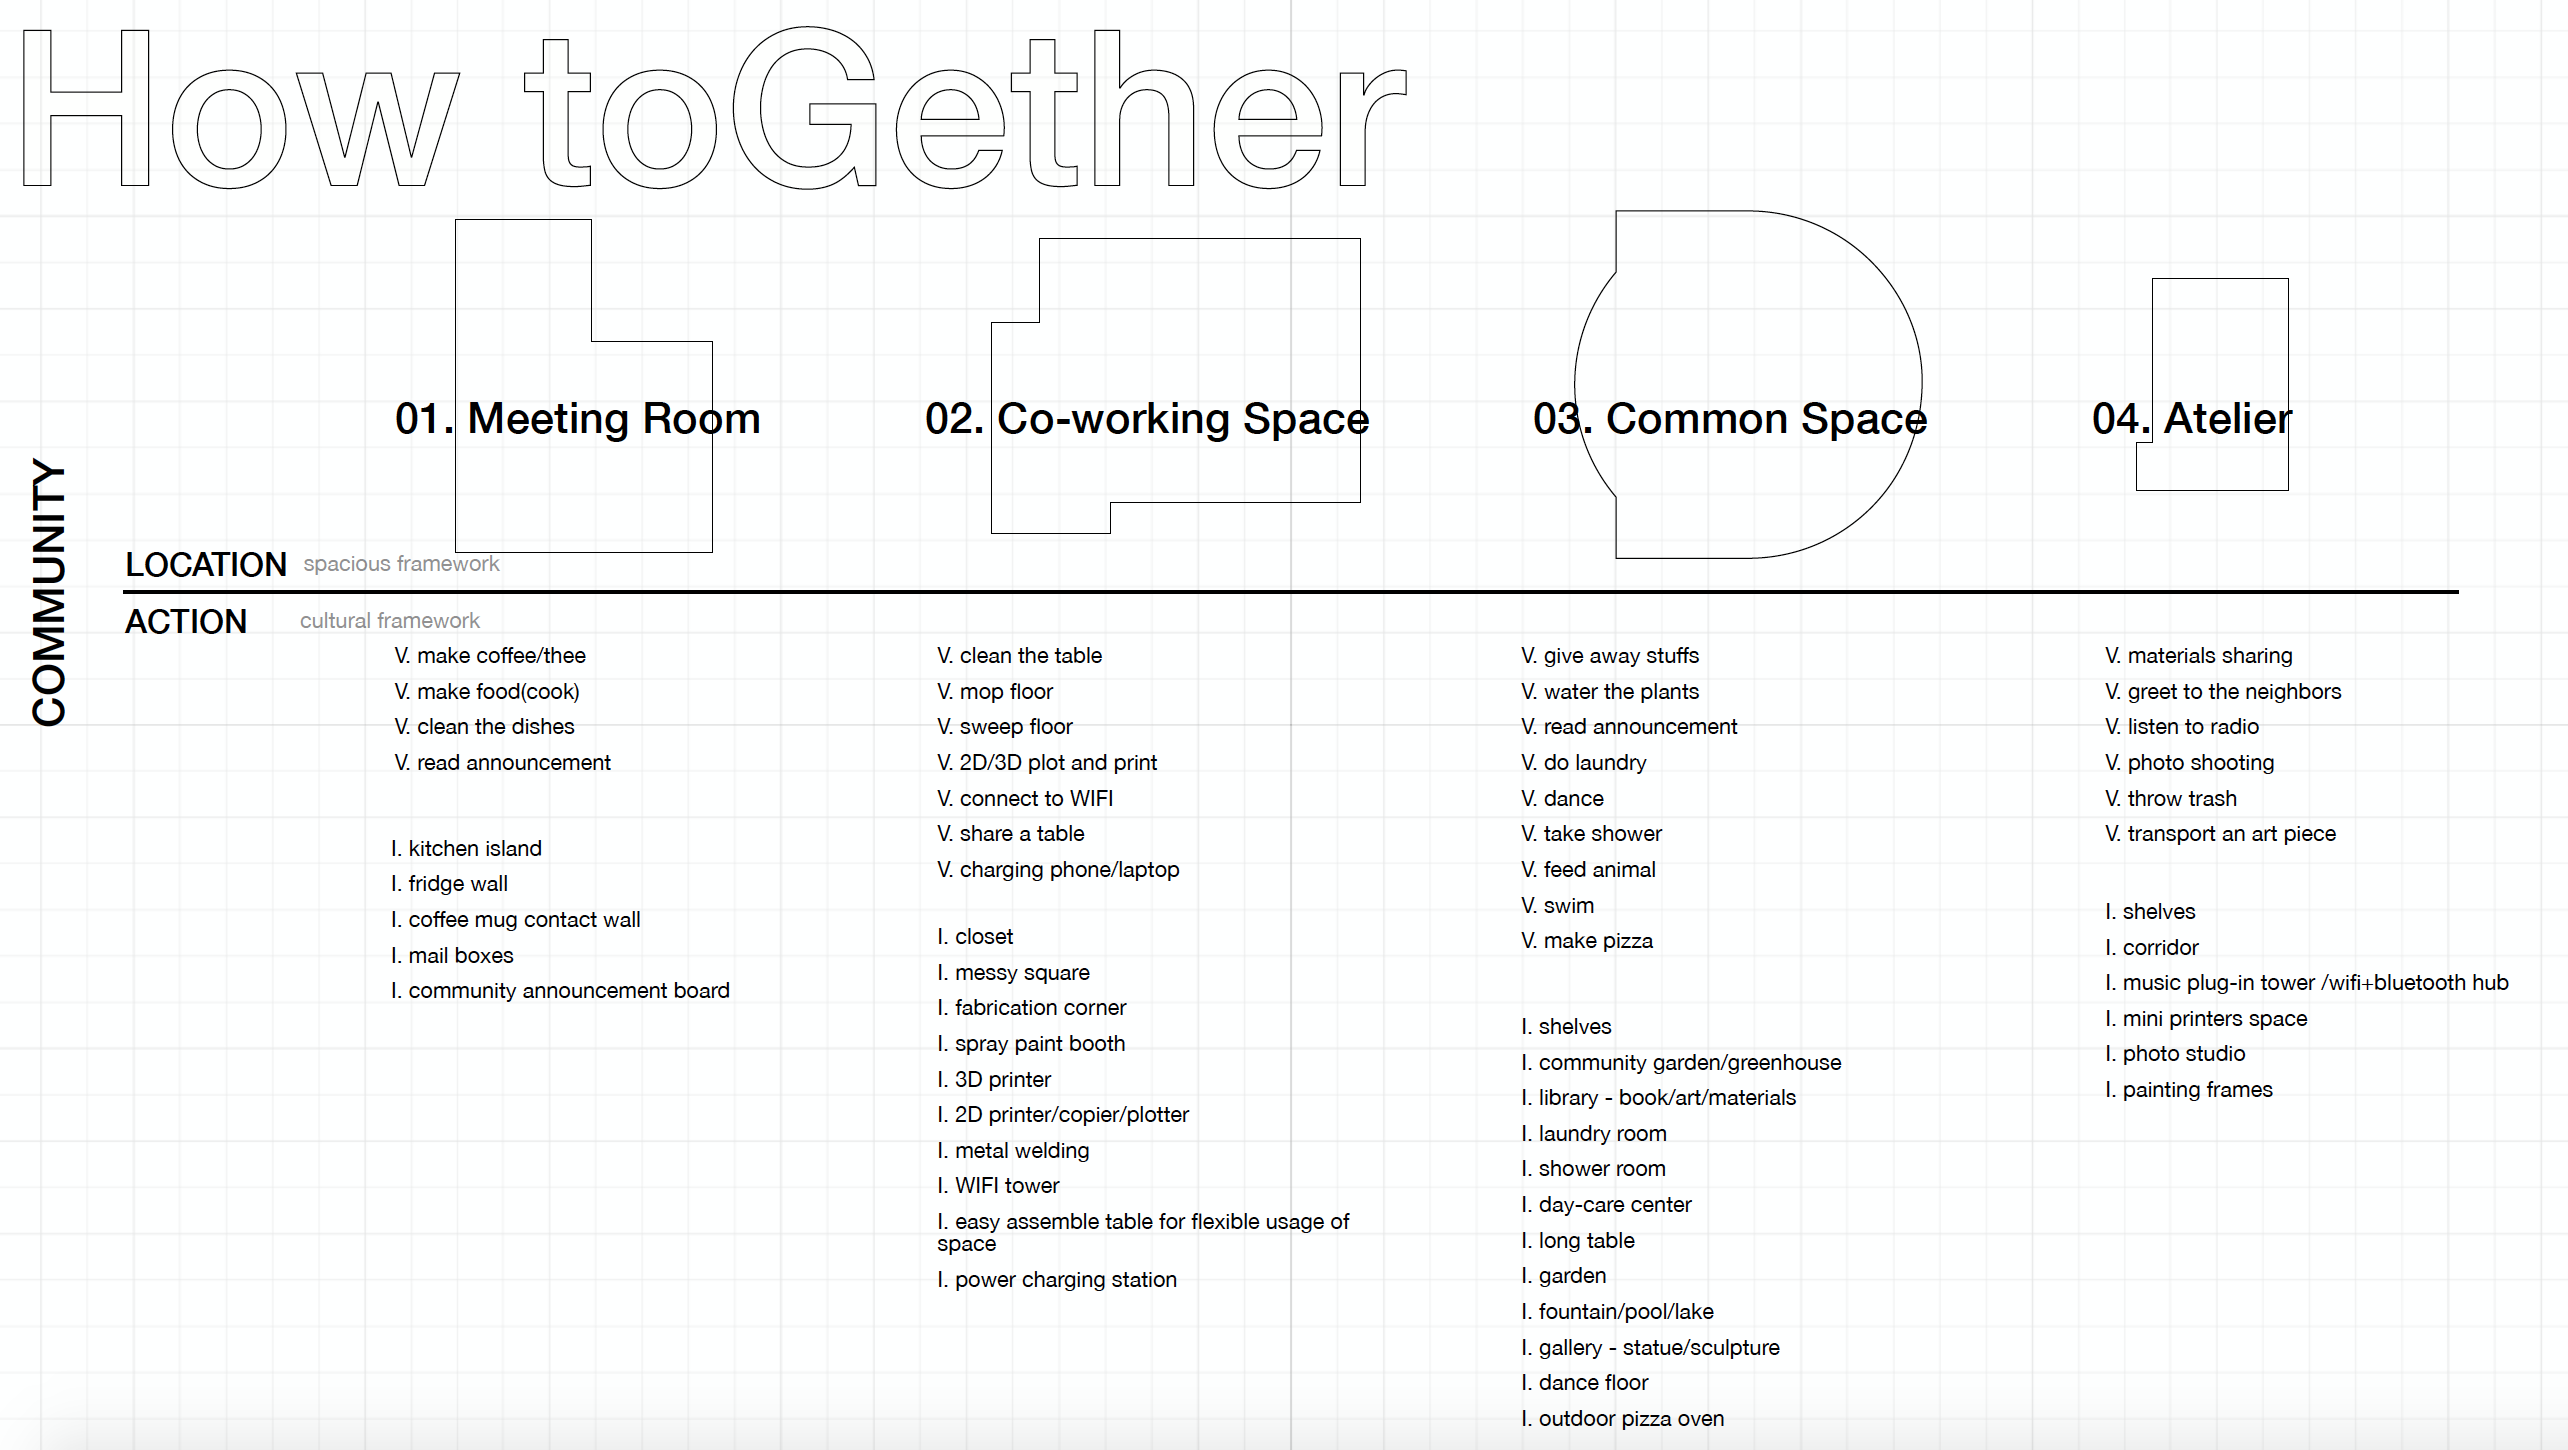 How toGether
01. Meeting Room
02. Co-working Space
03. Common Space
04. Atelier
COMMUNITY
LOCATION spacious framework
ACTION cultural framework
V. make coffee/thee
V. make food(cook)
V. clean the dishes
V. read announcement
I. kitchen island
I. fridge wall
I. coffee mug contact wall
I. mail boxes
I. community announcement board
V. clean the table
V. mop floor
V. sweep floor
V. 2D/3D plot and print
V. connect to WIFI
V. share a table
V. charging phone/laptop
I. closet
I. messy square
I. fabrication corner
I. spray paint booth
I. 3D printer
I. 2D printer/copier/plotter
I. metal welding
I. WIFI tower
I. easy assemble table for flexible usage of
space
I. power charging station
V. give away stuffs
V. water the plants
V. read announcement
V. do laundry
V. dance
V. take shower
V. feed animal
V. swim
V. make pizza
I. shelves
I. community garden/greenhouse
I. library - book/art/materials
I. laundry room
I. shower room
I. day-care center
I. long table
I. garden
I. fountain/pool/lake
I. gallery - statue/sculpture
I. dance floor
I. outdoor pizza oven
V. materials sharing
V. greet to the neighbors
V. listen to radio
V. photo shooting
V. throw trash
V. transport an art piece
I. shelves
I. corridor
I. music plug-in tower /wifi+bluetooth hub
I. mini printers space
I. photo studio
I. painting frames